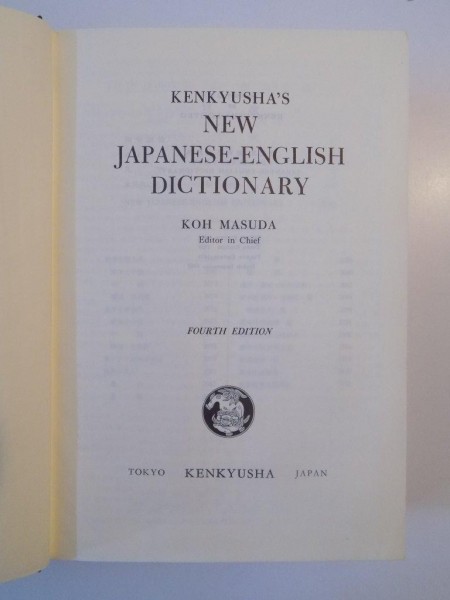 KENKYUSHA'S
NEW
JAPANESE-ENGLISH
DICTIONARY
KOH MASUDA
Editor in Chief
FOURTH EDITION
TOKYO KENKYUSHA JAPAN